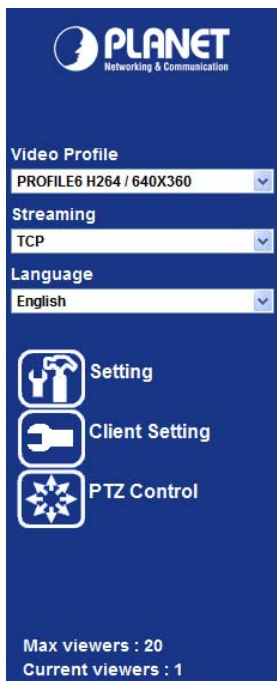 PLANET
Networking & Communication
Video Profile
PROFILE6 H264 / 640X360
Streaming
TCP
Language
English
Setting
Client Setting
PTZ Control
Max viewers : 20
Current viewers : 1